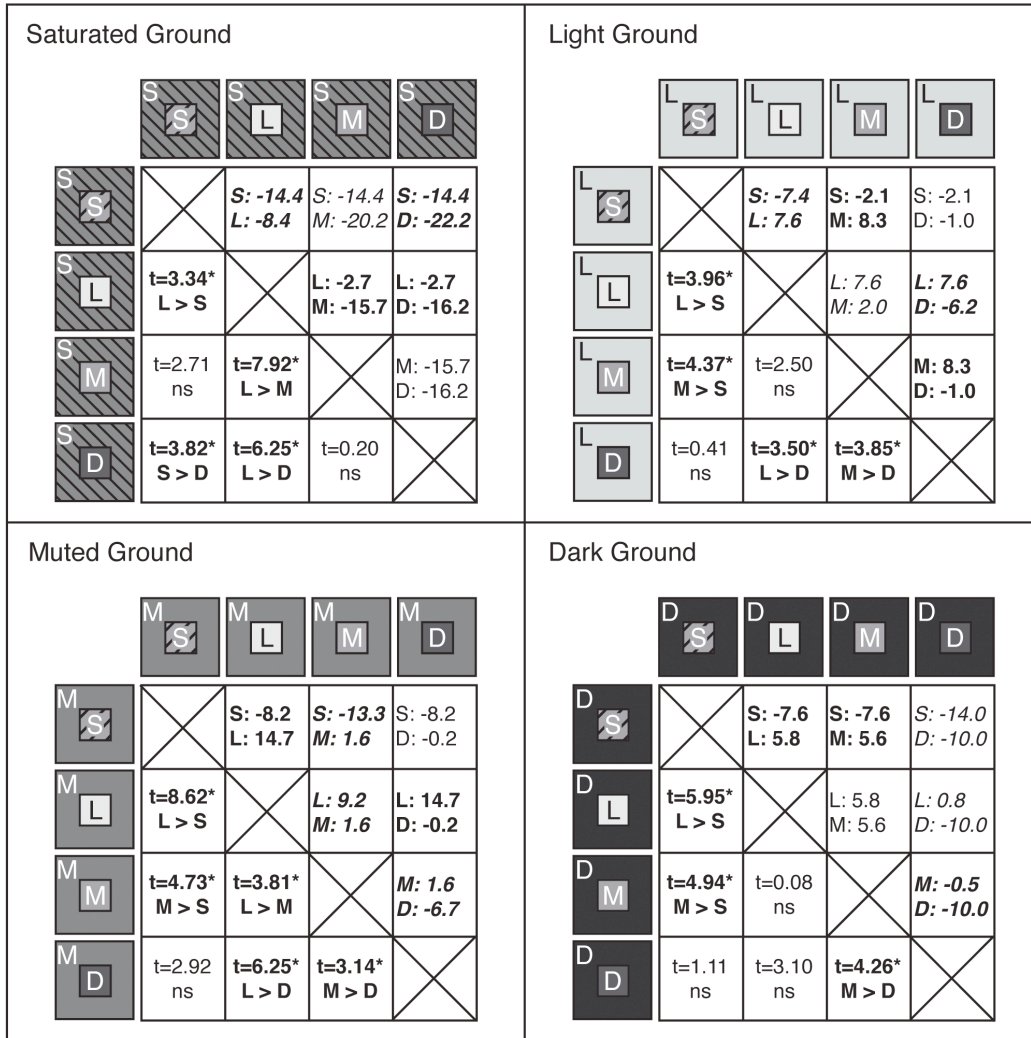 Saturated Ground
S S S S
S L M D
S
S
S: -14.4 S: -14.4 S: -14.4
L: -8.4 M: -20.2 D: -22.2
S
L
t=3.34* L: -2.7 L: -2.7
L > S M: -15.7 D: -16.2
S
M
t=2.71 t=7.92* M: -15.7
ns L > M D: -16.2
S
D
t=3.82* t=6.25* t=0.20
S > D L > D ns
Light Ground
L L L L
S L M D
L
S
S: -7.4 S: -2.1 S: -2.1
L: 7.6 M: 8.3 D: -1.0
L
L
t=3.96* L: 7.6 L: 7.6
L > S M: 2.0 D: -6.2
L
M
t=4.37* t=2.50 M: 8.3
M > S ns D: -1.0
L
D
t=0.41 t=3.50* t=3.85*
ns L > D M > D
Muted Ground
M M M M
S L M D
M
S
S: -8.2 S: -13.3 S: -8.2
L: 14.7 M: 1.6 D: -0.2
M
L
t=8.62* L: 9.2 L: 14.7
L > S M: 1.6 D: -0.2
M
M
t=4.73* t=3.81* M: 1.6
M > S L > M D: -6.7
M
D
t=2.92 t=6.25* t=3.14*
ns L > D M > D
Dark Ground
D D D D
S L M D
D
S
S: -7.6 S: -7.6 S: -14.0
L: 5.8 M: 5.6 D: -10.0
D
L
t=5.95* L: 5.8 L: 0.8
L > S M: 5.6 D: -10.0
D
M
t=4.94* t=0.08 M: -0.5
M > S ns D: -10.0
D
D
t=1.11 t=3.10 t=4.26*
ns ns M > D